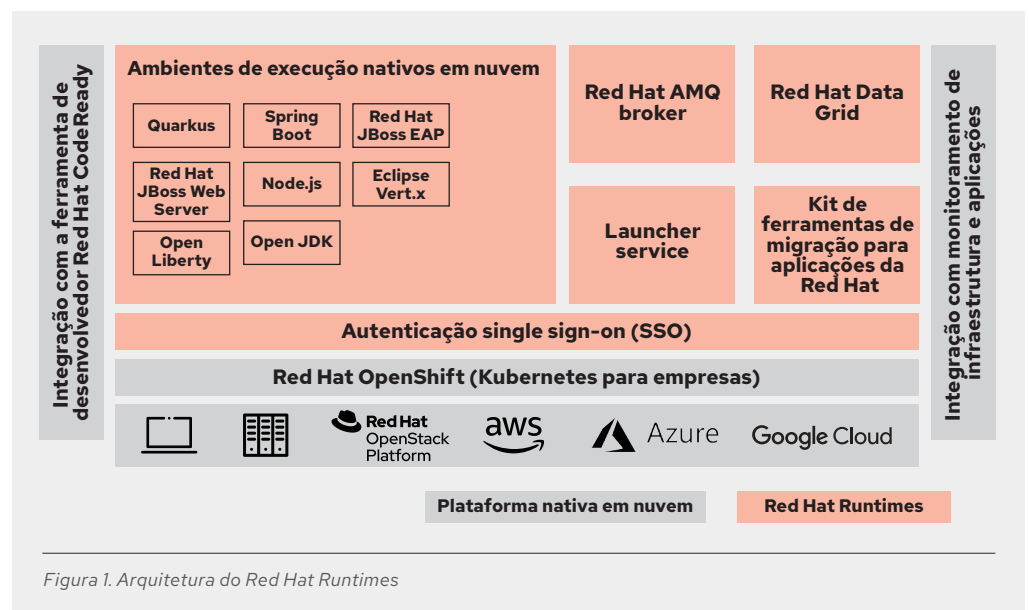 Integração com a ferramenta de
desenvolvedor Red Hat CodeReady
Ambientes de execução nativos em nuvem
Quarkus
Spring
Boot
Red Hat
JBoss EAP
Red Hat
JBoss Web
Server
Node.js
Eclipse
Vert.x
Open
Liberty
Open JDK
Red Hat AMQ
broker
Red Hat Data
Grid
Launcher
service
Kit de
ferramentas de
migração para
aplicações da
Red Hat
Integração com monitoramento de
infraestrutura e aplicações
Autenticação single sign-on (SSO)
Red Hat OpenShift (Kubernetes para empresas)
Red Hat
OpenStack
Platform
aws
Azure
Google Cloud
Plataforma nativa em nuvem
Red Hat Runtimes
Figura 1. Arquitetura do Red Hat Runtimes